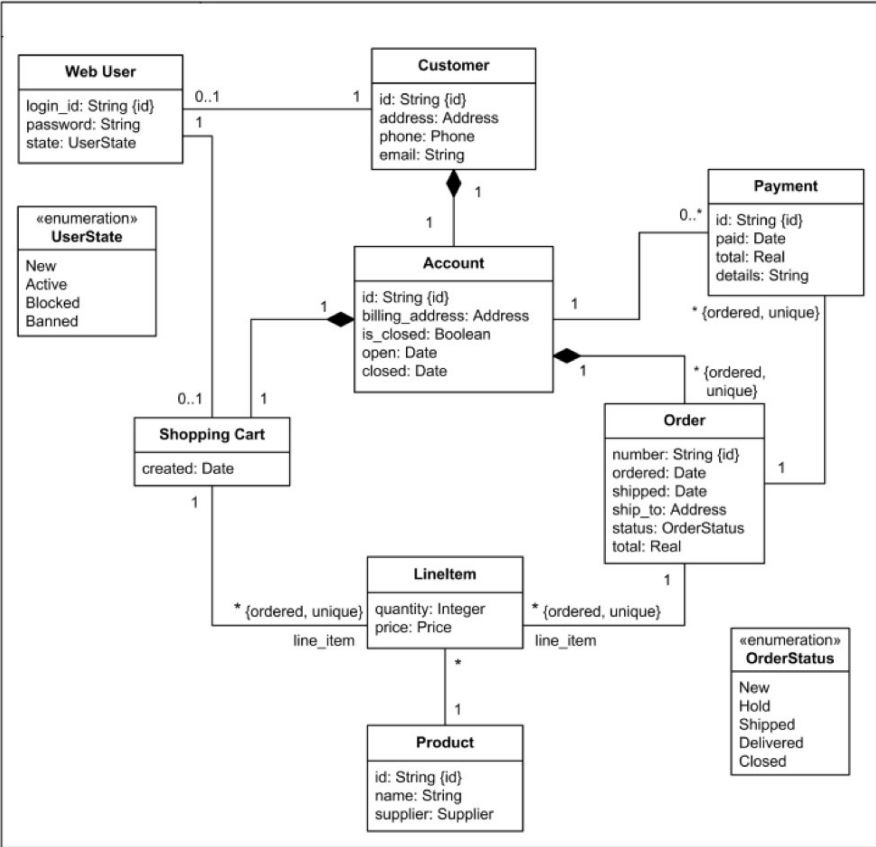 Web User
login_id: String {id}
password: String
state: UserState
0..1
1
1
Customer
id: String {id}
address: Address
phone: Phone
email: String
1
1
«enumeration»
UserState
New
Active
Blocked
Banned
Payment
id: String {id}
paid: Date
total: Real
details: String
0..*
* {ordered, unique}
Account
id: String {id}
billing_address: Address
is_closed: Boolean
open: Date
closed: Date
1
1
1
* {ordered,
unique}
0..1
1
Shopping Cart
created: Date
1
Order
number: String {id}
ordered: Date
shipped: Date
ship_to: Address
status: OrderStatus
total: Real
1
1
LineItem
quantity: Integer
price: Price
* {ordered, unique}
line_item
* {ordered, unique}
line_item
*
1
Product
id: String {id}
name: String
supplier: Supplier
«enumeration»
OrderStatus
New
Hold
Shipped
Delivered
Closed